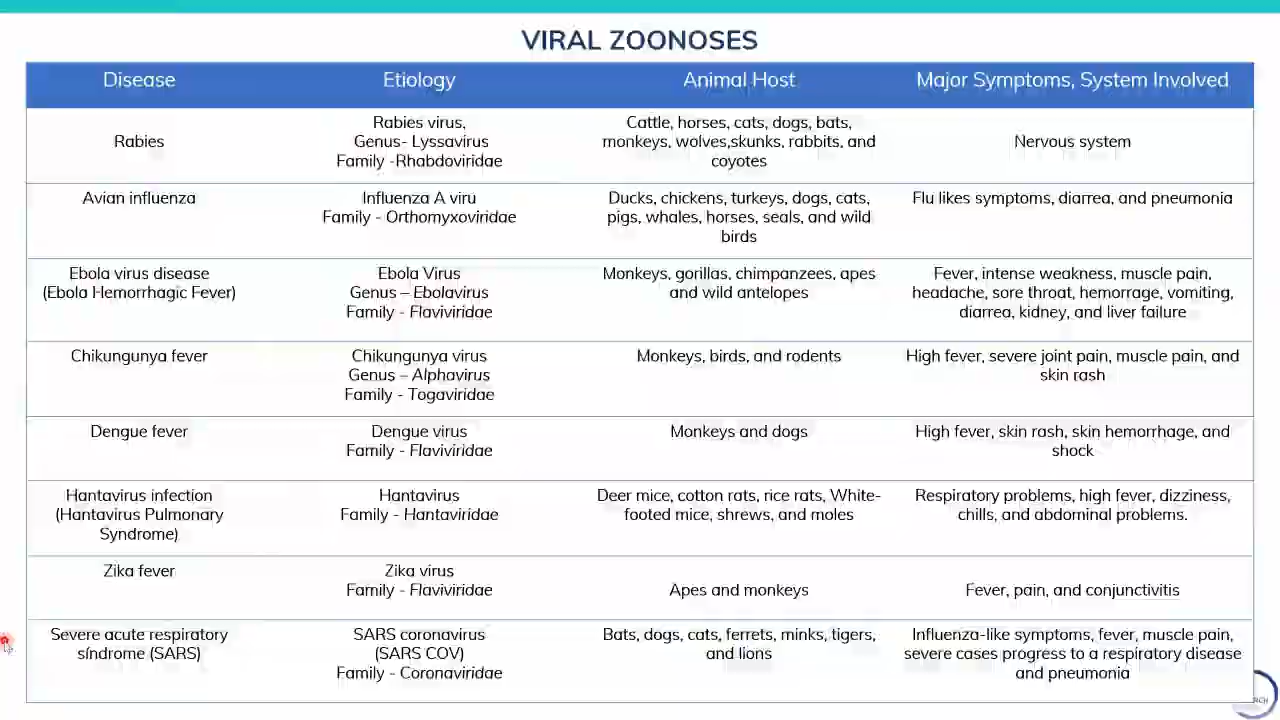 VIRAL ZOONOSES
Disease Etiology Animal Host Major Symptoms, System Involved
Rabies
Rabies virus,
Genus- Lyssavirus
Family -Rhabdoviridae
Cattle, horses, cats, dogs, bats,
monkeys, wolves,skunks, rabbits, and
coyotes
Nervous system
Avian influenza
Influenza A viru
Family - Orthomyxoviridae
Ducks, chickens, turkeys, dogs, cats,
pigs, whales, horses, seals, and wild
birds
Flu likes symptoms, diarrea, and pneumonia
Ebola virus disease
(Ebola Hemorrhagic Fever)
Ebola Virus
Genus – Ebolavirus
Family - Flaviviridae
Monkeys, gorillas, chimpanzees, apes
and wild antelopes
Fever, intense weakness, muscle pain,
headache, sore throat, hemorrage, vomiting,
diarrea, kidney, and liver failure
Chikungunya fever
Chikungunya virus
Genus – Alphavirus
Family - Togaviridae
Monkeys, birds, and rodents
High fever, severe joint pain, muscle pain, and
skin rash
Dengue fever
Dengue virus
Family - Flaviviridae
Monkeys and dogs
High fever, skin rash, skin hemorrhage, and
shock
Hantavirus infection
(Hantavirus Pulmonary
Syndrome)
Hantavirus
Family - Hantaviridae
Deer mice, cotton rats, rice rats, White-
footed mice, shrews, and moles
Respiratory problems, high fever, dizziness,
chills, and abdominal problems.
Zika fever
Zika virus
Family - Flaviviridae
Apes and monkeys
Fever, pain, and conjunctivitis
Severe acute respiratory
síndrome (SARS)
SARS coronavirus
(SARS COV)
Family - Coronaviridae
Bats, dogs, cats, ferrets, minks, tigers,
and lions
Influenza-like symptoms, fever, muscle pain,
severe cases progress to a respiratory disease
and pneumonia